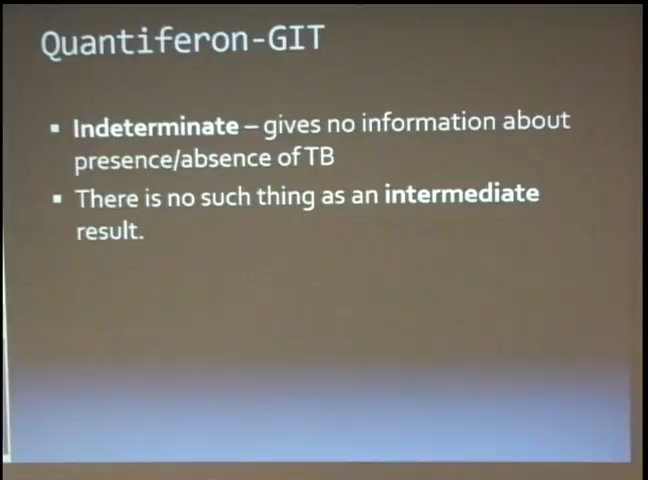 Quantiferon-GIT
▪ Indeterminate – gives no information about
presence/absence of TB
▪ There is no such thing as an intermediate
result.